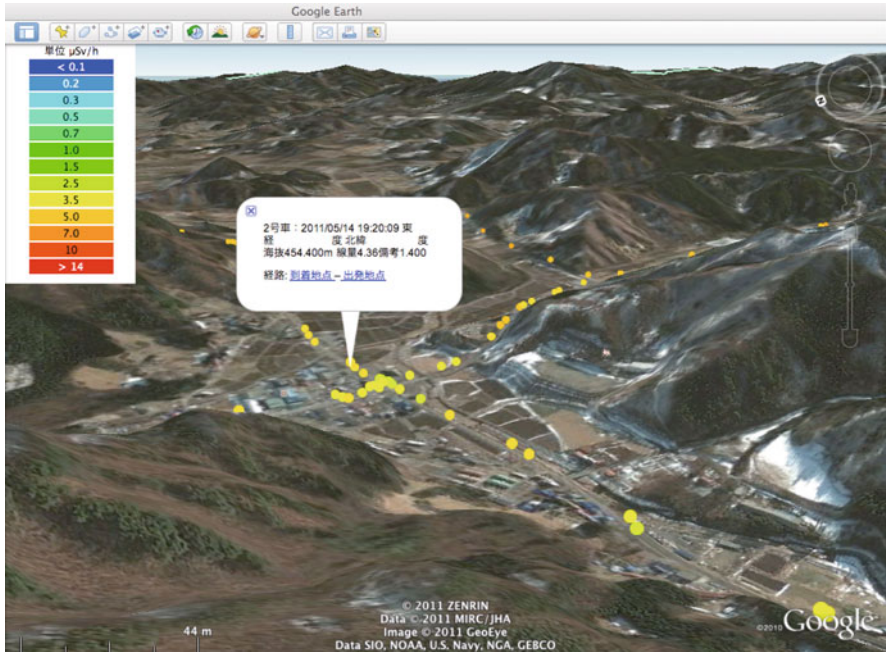 Google Earth
単位 μSv/h
< 0.1
0.2
0.3
0.5
0.7
1.0
1.5
2.5
3.5
5.0
7.0
10
> 14
2号車：2011/05/14 19:20:09 東
経 度 北緯 度
海抜454.400m 線量4.36備考1.400
経路: 到着地点 – 出発地点
N
© 2011 ZENRIN
Data © 2011 MIRC/JHA
Image © 2011 GeoEye
Data SIO, NOAA, U.S. Navy, NGA, GEBCO
44 m
©2010 Google